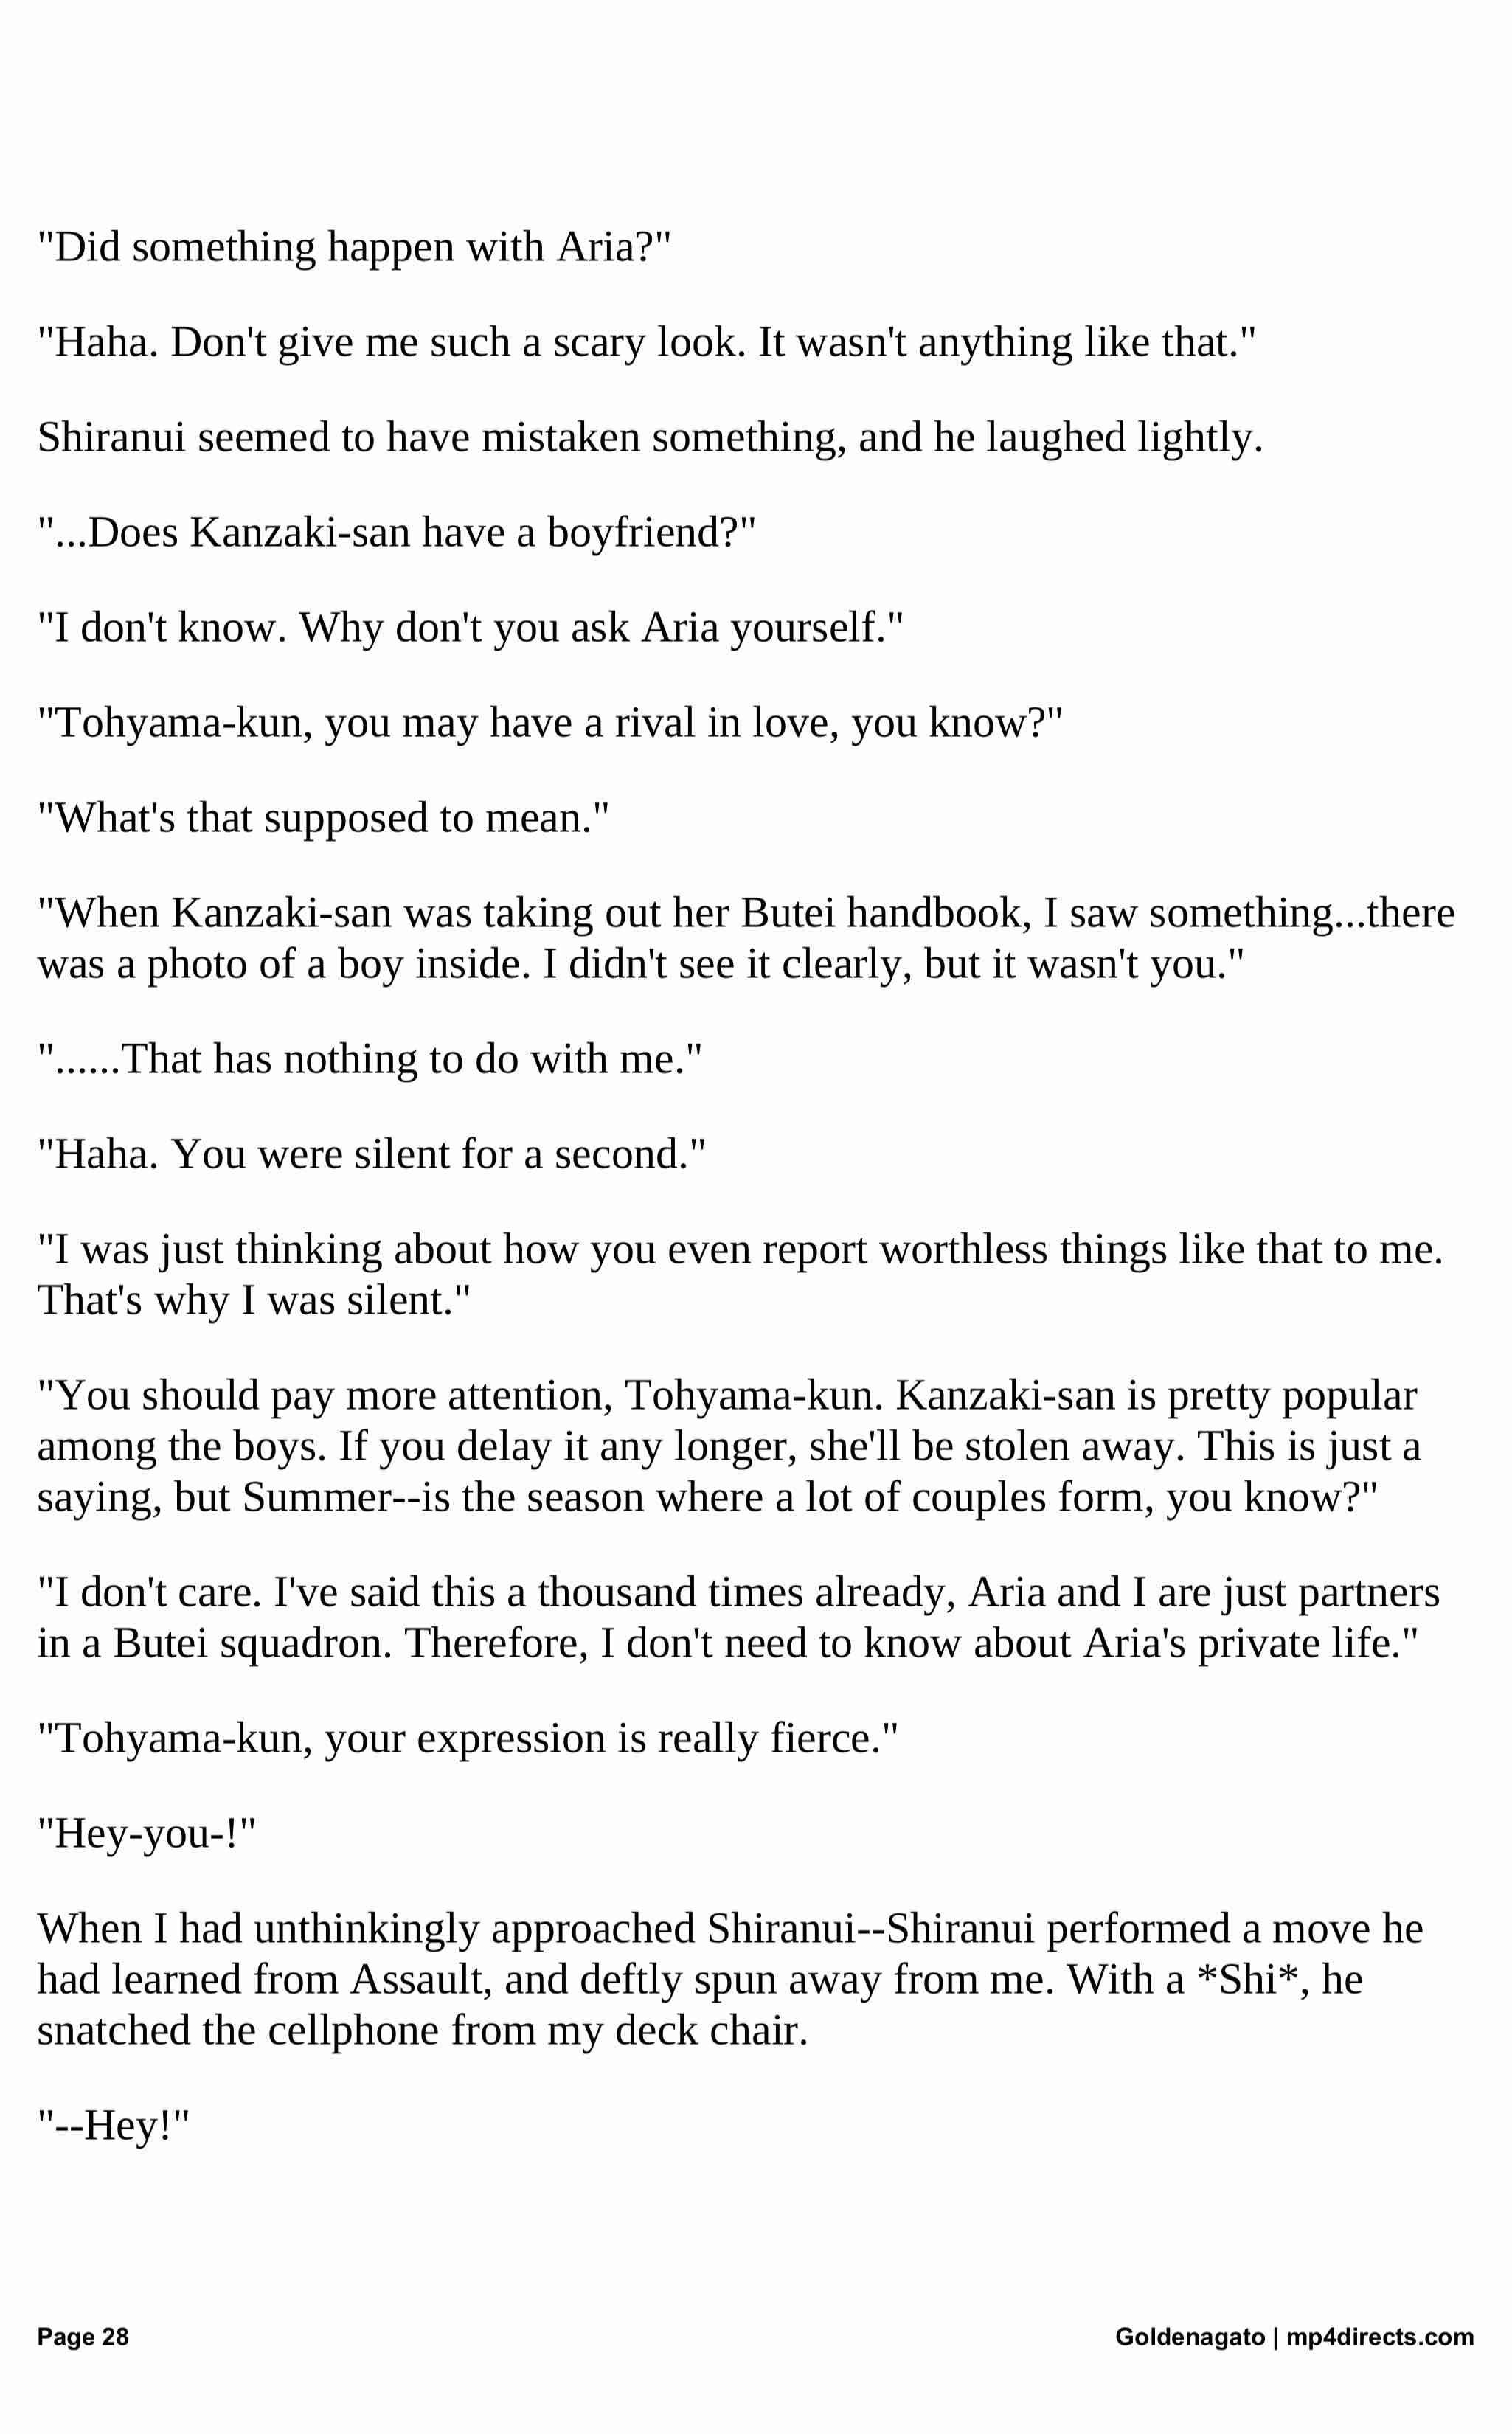 "Did something happen with Aria?"
"Haha. Don't give me such a scary look. It wasn't anything like that."
Shiranui seemed to have mistaken something, and he laughed lightly.
"...Does Kanzaki-san have a boyfriend?"
"I don't know. Why don't you ask Aria yourself."
"Tohyama-kun, you may have a rival in love, you know?"
"What's that supposed to mean."
"When Kanzaki-san was taking out her Butei handbook, I saw something...there
was a photo of a boy inside. I didn't see it clearly, but it wasn't you."
"......That has nothing to do with me."
"Haha. You were silent for a second."
"I was just thinking about how you even report worthless things like that to me.
That's why I was silent."
"You should pay more attention, Tohyama-kun. Kanzaki-san is pretty popular
among the boys. If you delay it any longer, she'll be stolen away. This is just a
saying, but Summer--is the season where a lot of couples form, you know?"
"I don't care. I've said this a thousand times already, Aria and I are just partners
in a Butei squadron. Therefore, I don't need to know about Aria's private life."
"Tohyama-kun, your expression is really fierce."
"Hey-you-!"
When I had unthinkingly approached Shiranui--Shiranui performed a move he
had learned from Assault, and deftly spun away from me. With a *Shi*, he
snatched the cellphone from my deck chair.
"--Hey!"
Page 28
Goldenagato | mp4directs.com